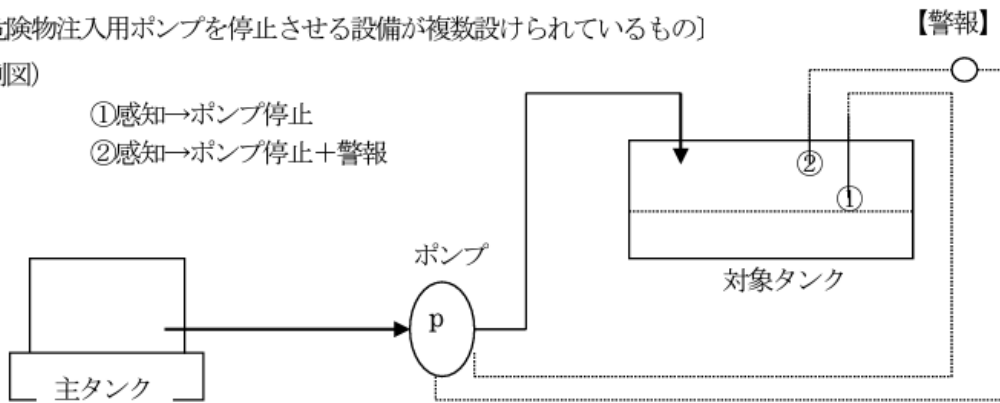 危険物注入用ポンプを停止させる設備が複数設けられているもの〕
【警報】
例図）
①感知→ポンプ停止
②感知→ポンプ停止＋警報
②
①
ポンプ
対象タンク
p
主タンク